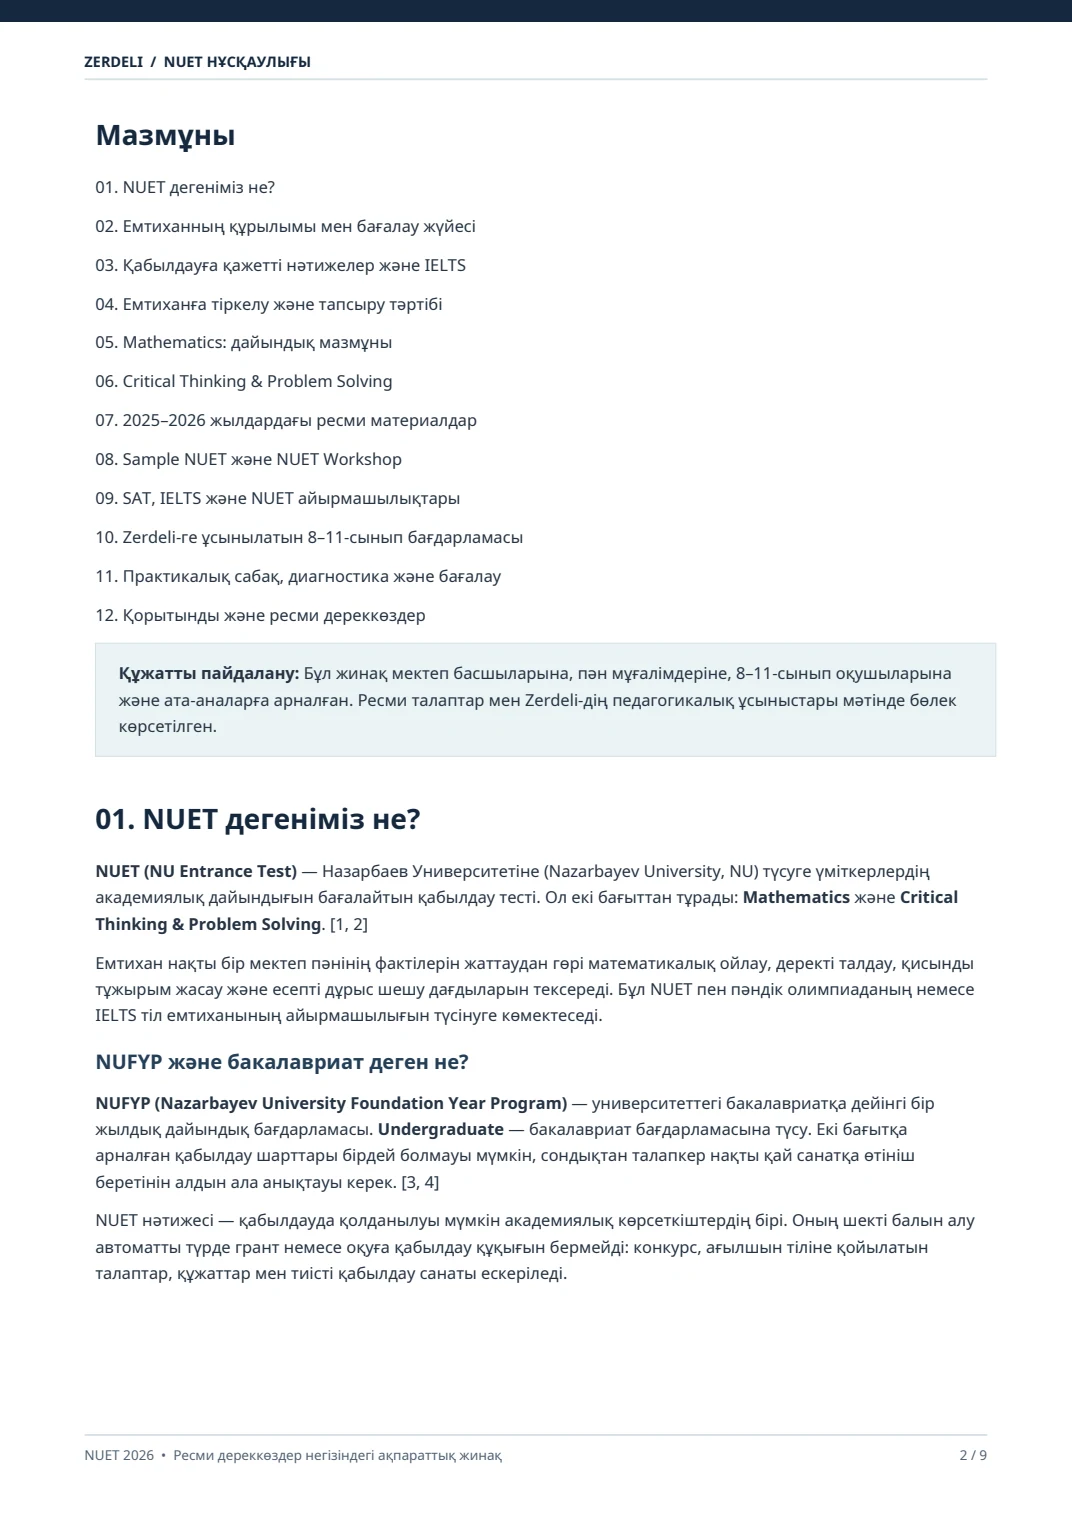 ZERDELI / NUET НҰСҚАУЛЫҒЫ
Мазмұны
01. NUET дегеніміз не?
02. Емтиханның құрылымы мен бағалау жүйесі
03. Қабылдауға қажетті нәтижелер және IELTS
04. Емтиханға тіркелу және тапсыру тәртібі
05. Mathematics: дайындық мазмұны
06. Critical Thinking & Problem Solving
07. 2025–2026 жылдардағы ресми материалдар
08. Sample NUET және NUET Workshop
09. SAT, IELTS және NUET айырмашылықтары
10. Zerdeli-ге ұсынылатын 8–11-сынып бағдарламасы
11. Практикалық сабақ, диагностика және бағалау
12. Қорытынды және ресми дереккөздер
Құжатты пайдалану: Бұл жинақ мектеп басшыларына, пән мұғалімдеріне, 8–11-сынып оқушыларына
және ата-аналарға арналған. Ресми талаптар мен Zerdeli-дің педагогикалық ұсыныстары мәтінде бөлек
көрсетілген.
01. NUET дегеніміз не?
NUET (NU Entrance Test) — Назарбаев Университетіне (Nazarbayev University, NU) түсуге үміткерлердің
академиялық дайындығын бағалайтын қабылдау тесті. Ол екі бағыттан тұрады: Mathematics және Critical
Thinking & Problem Solving. [1, 2]
Емтихан нақты бір мектеп пәнінің фактілерін жаттаудан гөрі математикалық ойлау, деректі талдау, қисынды
тұжырым жасау және есепті дұрыс шешу дағдыларын тексереді. Бұл NUET пен пәндік олимпиаданың немесе
IELTS тіл емтиханының айырмашылығын түсінуге көмектеседі.
NUFYP және бакалавриат деген не?
NUFYP (Nazarbayev University Foundation Year Program) — университеттегі бакалавриатқа дейінгі бір
жылдық дайындық бағдарламасы. Undergraduate — бакалавриат бағдарламасына түсу. Екі бағытқа
арналған қабылдау шарттары бірдей болмауы мүмкін, сондықтан талапкер нақты қай санатқа өтініш
беретінін алдын ала анықтауы керек. [3, 4]
NUET нәтижесі — қабылдауда қолданылуы мүмкін академиялық көрсеткіштердің бірі. Оның шекті балын алу
автоматты түрде грант немесе оқуға қабылдау құқығын бермейді: конкурс, ағылшын тіліне қойылатын
талаптар, құжаттар мен тиісті қабылдау санаты ескеріледі.
NUET 2026 • Ресми дереккөздер негізіндегі ақпараттық жинақ
2 / 9